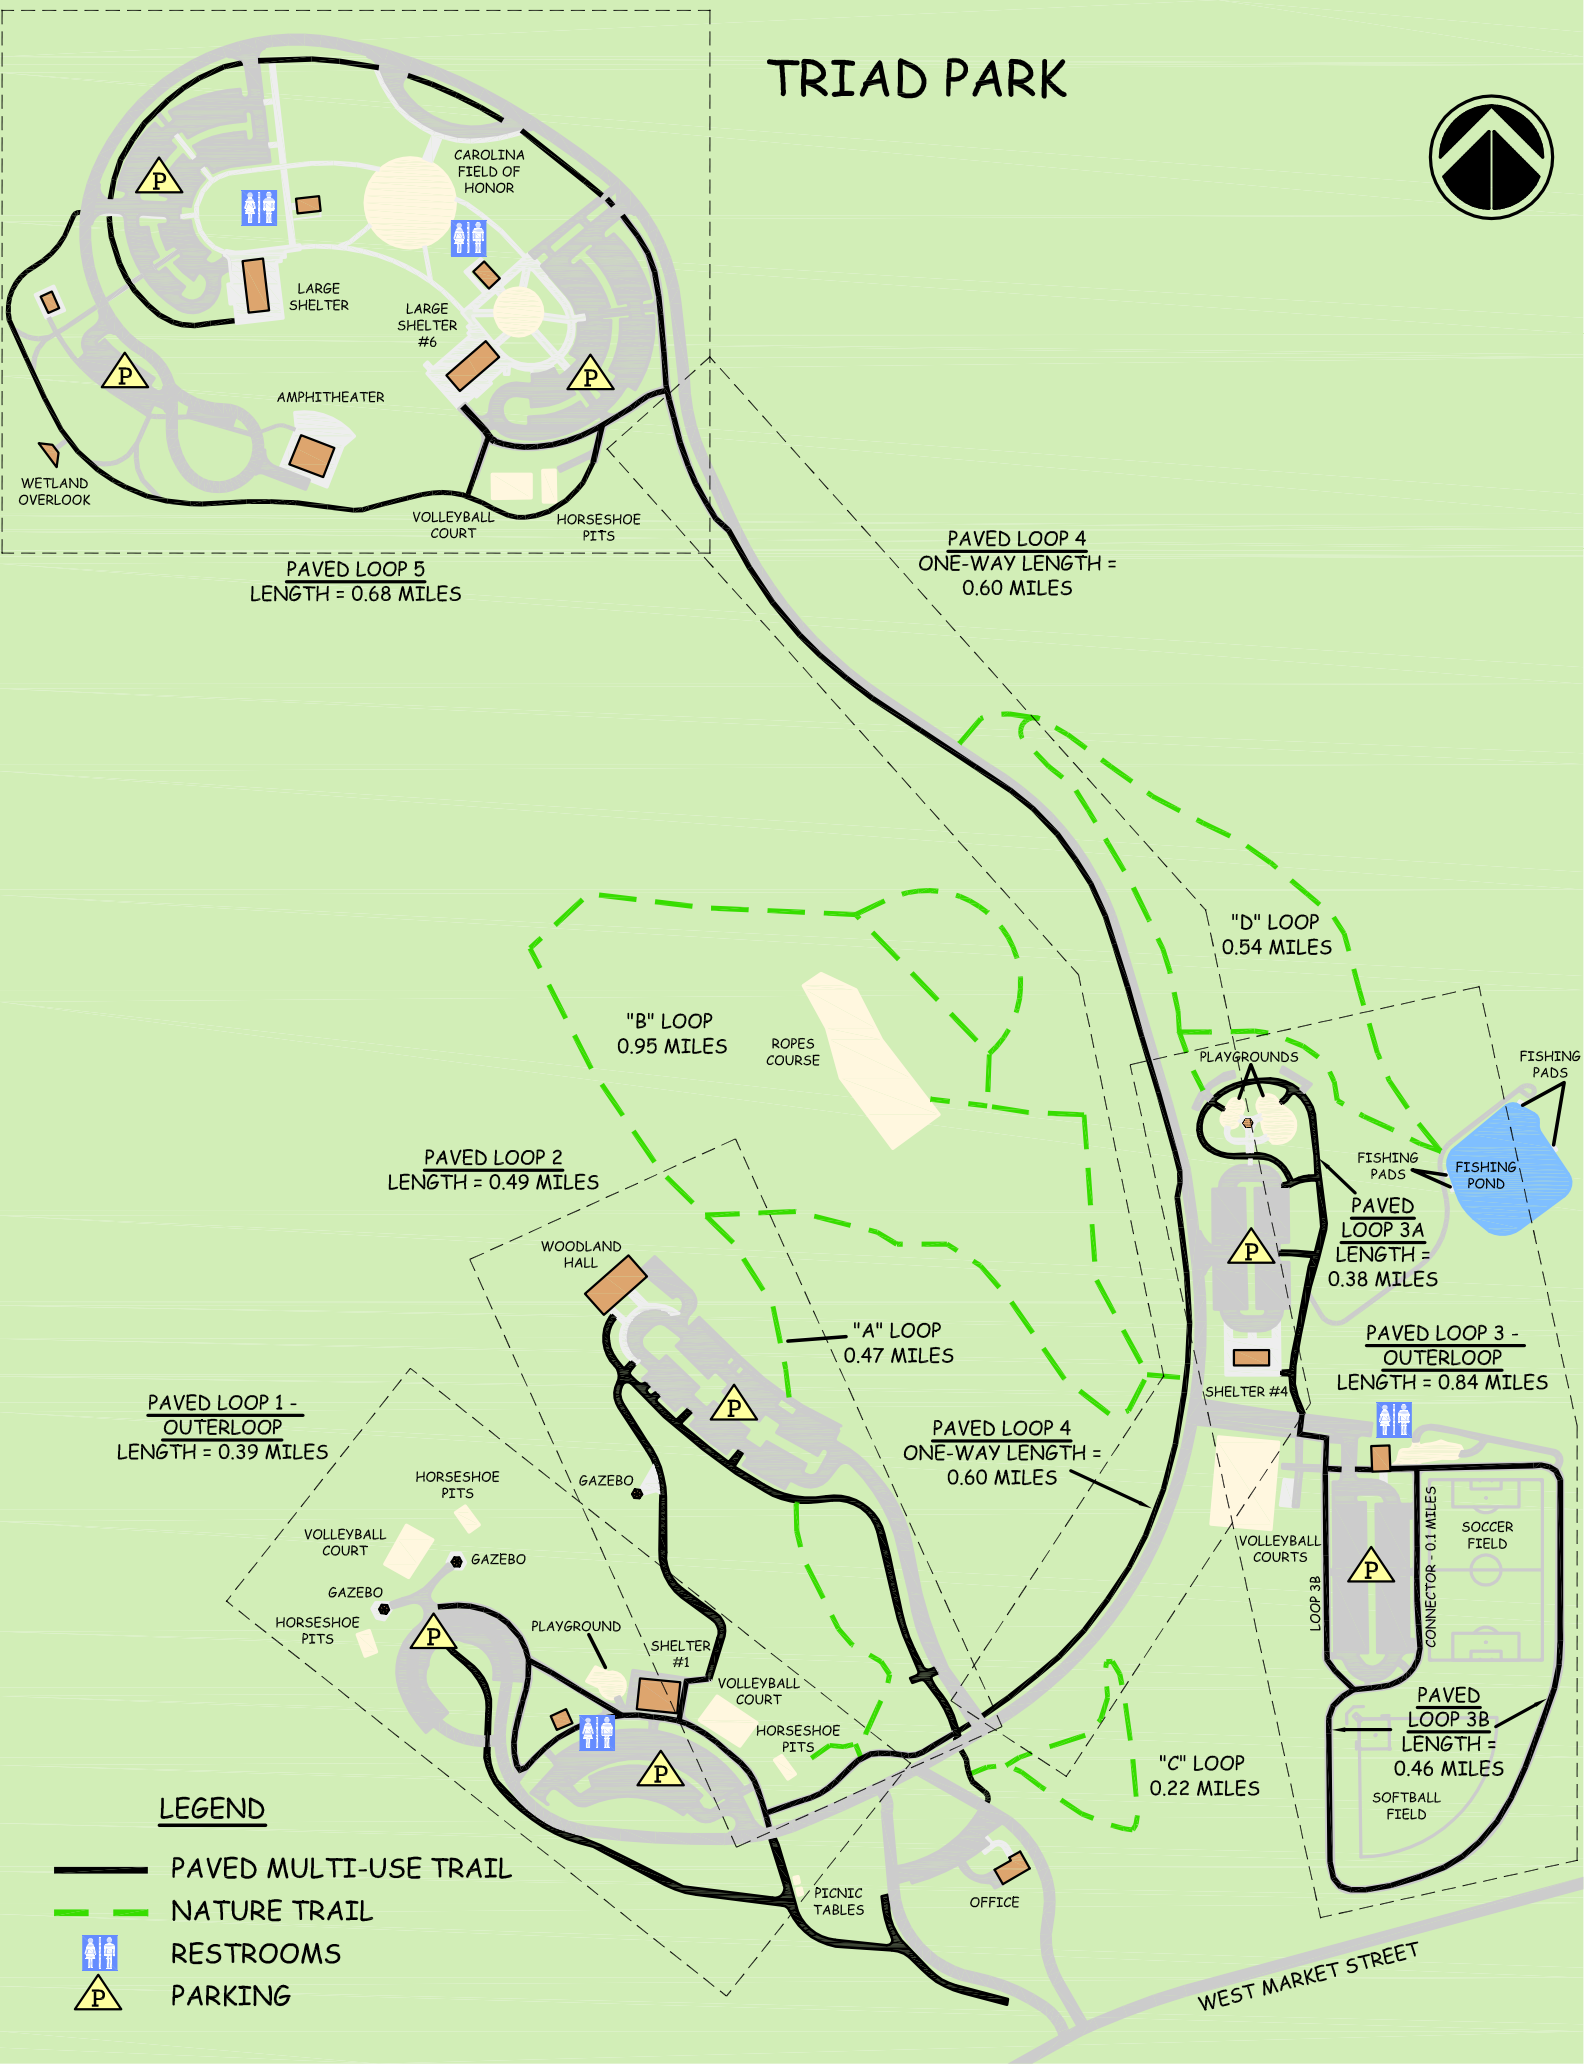 TRIAD PARK
CAROLINA
FIELD OF
HONOR
P
LARGE
SHELTER
LARGE
SHELTER
#6
P
P
AMPHITHEATER
WETLAND
OVERLOOK
VOLLEYBALL
COURT
HORSESHOE
PITS
PAVED LOOP 5
LENGTH = 0.68 MILES
PAVED LOOP 4
ONE-WAY LENGTH =
0.60 MILES
"D" LOOP
0.54 MILES
"B" LOOP
0.95 MILES
ROPES
COURSE
PLAYGROUNDS
FISHING
PADS
FISHING
PADS
FISHING
POND
PAVED LOOP 2
LENGTH = 0.49 MILES
PAVED
LOOP 3A
LENGTH =
0.38 MILES
P
WOODLAND
HALL
"A" LOOP
0.47 MILES
PAVED LOOP 3 -
OUTERLOOP
LENGTH = 0.84 MILES
SHELTER #4
P
PAVED LOOP 1 -
OUTERLOOP
LENGTH = 0.39 MILES
PAVED LOOP 4
ONE-WAY LENGTH =
0.60 MILES
HORSESHOE
PITS
GAZEBO
VOLLEYBALL
COURT
GAZEBO
GAZEBO
HORSESHOE
PITS
P
PLAYGROUND
SHELTER
#1
VOLLEYBALL
COURT
HORSESHOE
PITS
P
VOLLEYBALL
COURTS
LOOP 3B
P
CONNECTOR - 0.1 MILES
SOCCER
FIELD
PAVED
LOOP 3B
LENGTH =
0.46 MILES
SOFTBALL
FIELD
"C" LOOP
0.22 MILES
PICNIC
TABLES
OFFICE
WEST MARKET STREET
LEGEND
PAVED MULTI-USE TRAIL
NATURE TRAIL
RESTROOMS
P
PARKING